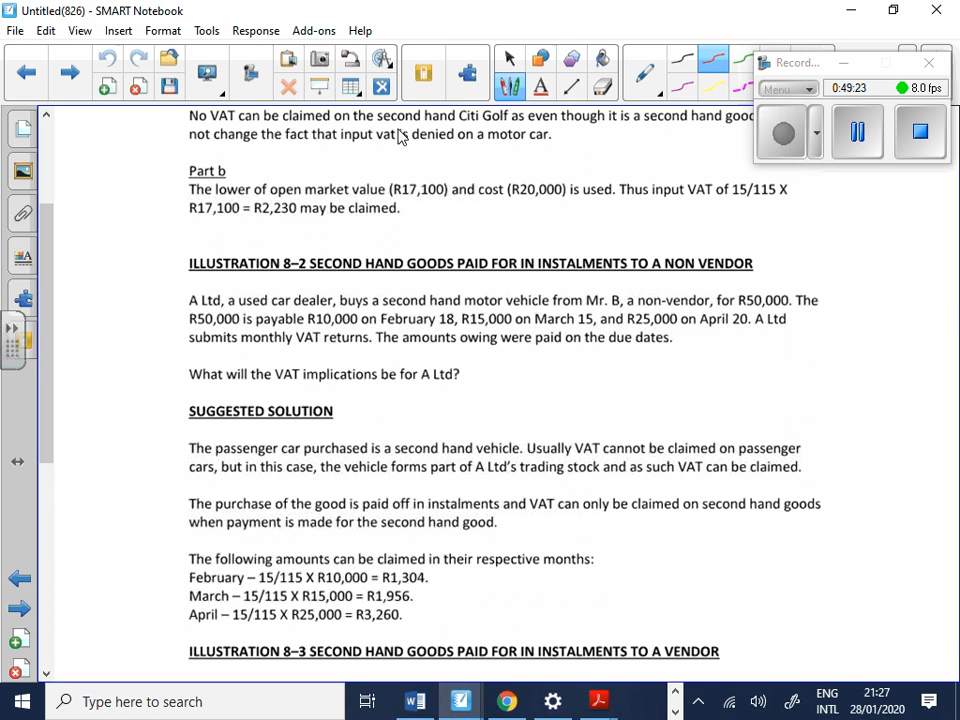 Untitled(826) - SMART Notebook
File Edit View Insert Format Tools Response Add-ons Help
Record...
Menu
0:49:23
8.0 fps
No VAT can be claimed on the second hand Citi Golf as even though it is a second hand
not change the fact that input denied on a motor car.
Part b
The lower of open market value (R17,100) and cost (R20,000) is used. Thus input VAT of 15/115 X
R17,100 = R2,230 may be claimed.
ILLUSTRATION 8–2 SECOND HAND GOODS PAID FOR IN INSTALMENTS TO A NON VENDOR
A Ltd, a used car dealer, buys a second hand motor vehicle from Mr. B, a non-vendor, for R50,000. The
R50,000 is payable R10,000 on February 18, R15,000 on March 15, and R25,000 on April 20. A Ltd
submits monthly VAT returns. The amounts owing were paid on the due dates.
What will the VAT implications be for A Ltd?
SUGGESTED SOLUTION
The passenger car purchased is a second hand vehicle. Usually VAT cannot be claimed on passenger
cars, but in this case, the vehicle forms part of A Ltd's trading stock and as such VAT can be claimed.
The purchase of the good is paid off in instalments and VAT can only be claimed on second hand goods
when payment is made for the second hand good.
The following amounts can be claimed in their respective months:
February – 15/115 X R10,000 = R1,304.
March – 15/115 X R15,000 = R1,956.
April – 15/115 X R25,000 = R3,260.
ILLUSTRATION 8–3 SECOND HAND GOODS PAID FOR IN INSTALMENTS TO A VENDOR
Type here to search
ENG
INTL
21:27
28/01/2020